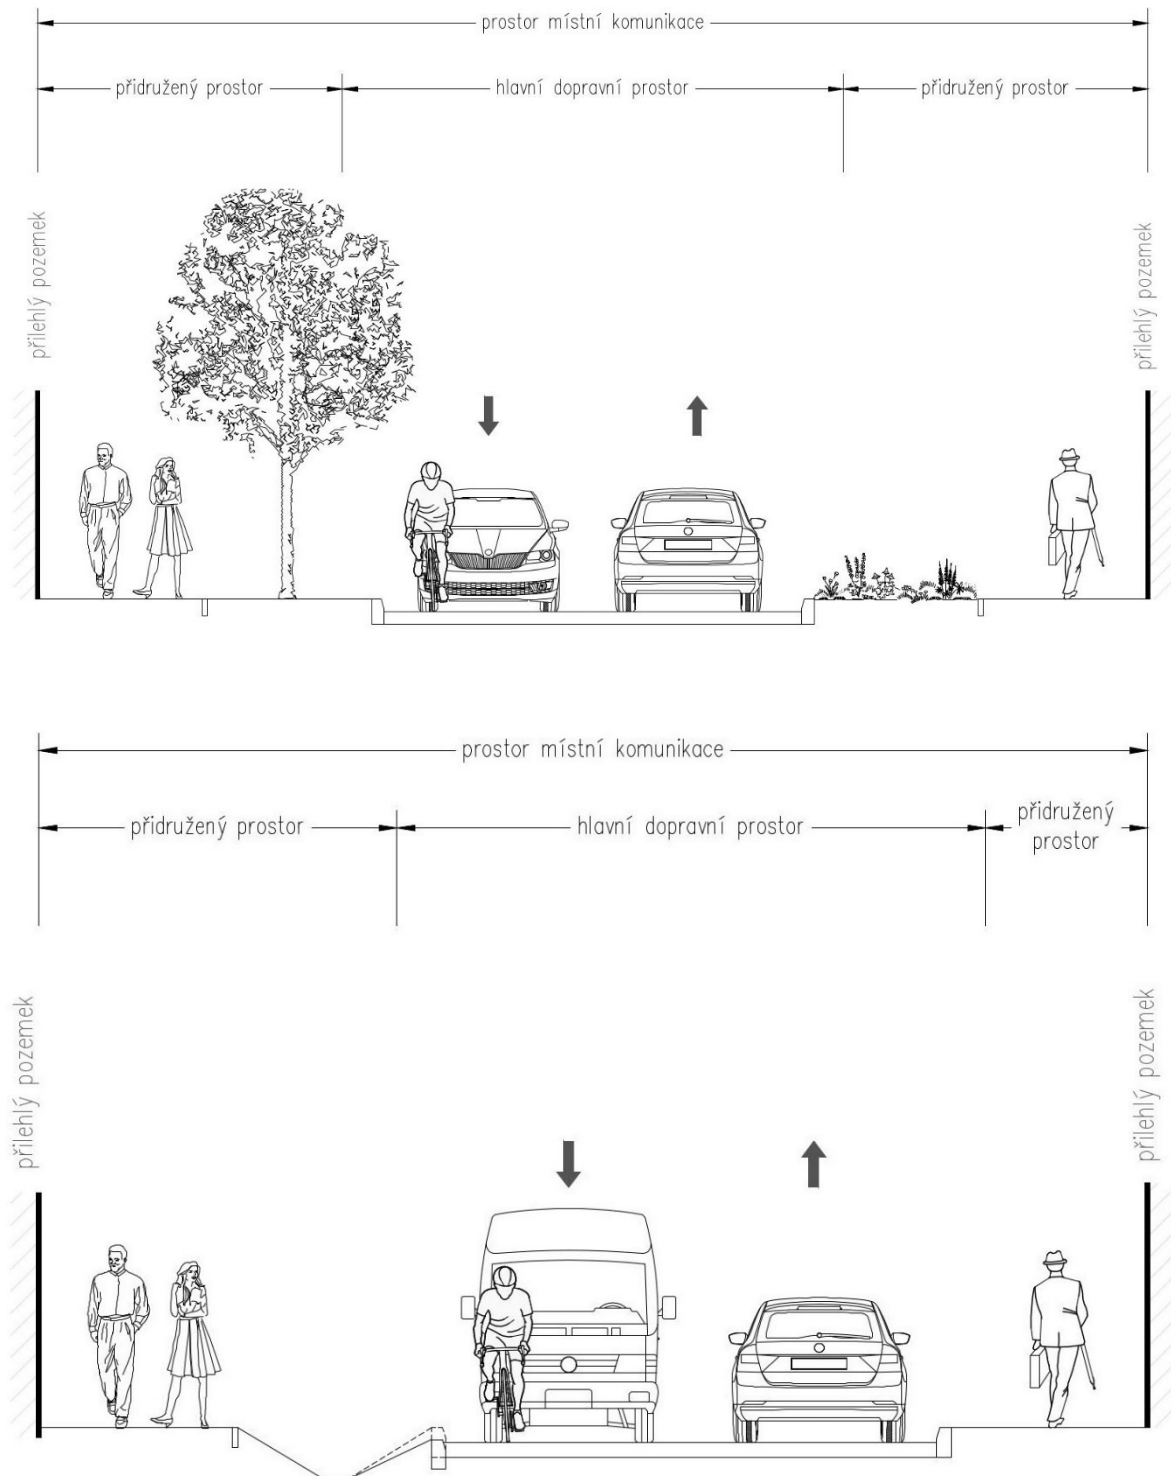 prostor místní komunikace
přidružený prostor
hlavní dopravní prostor
přidružený prostor
přilehlý pozemek
přilehlý pozemek
prostor místní komunikace
přidružený prostor
hlavní dopravní prostor
přidružený
prostor
přilehlý pozemek
přilehlý pozemek